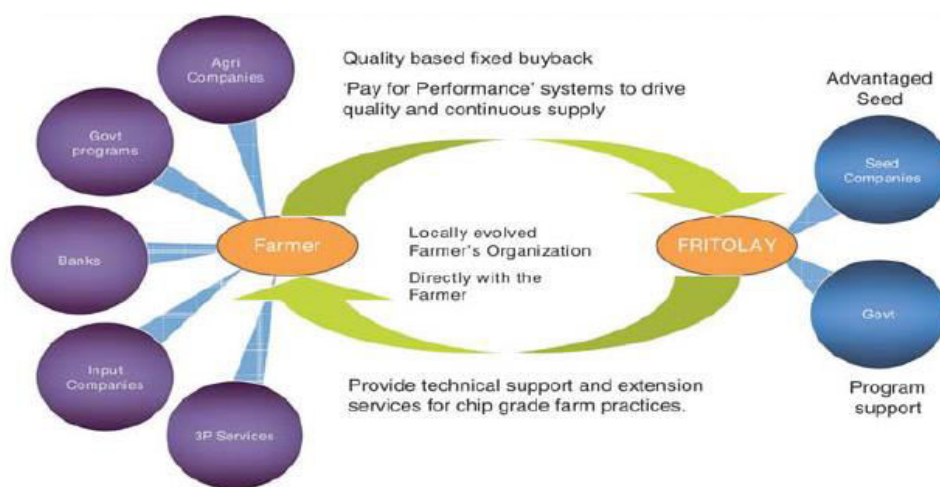 Agri
Companies
Govt
programs
Banks
Input
Companies
3P Services
Farmer
Quality based fixed buyback
'Pay for Performance' systems to drive
quality and continuous supply
Locally evolved
Farmer's Organization
Directly with the
Farmer
Provide technical support and extension
services for chip grade farm practices.
FRITOLAY
Advantaged
Seed
Seed
Companies
Govt
Program
support